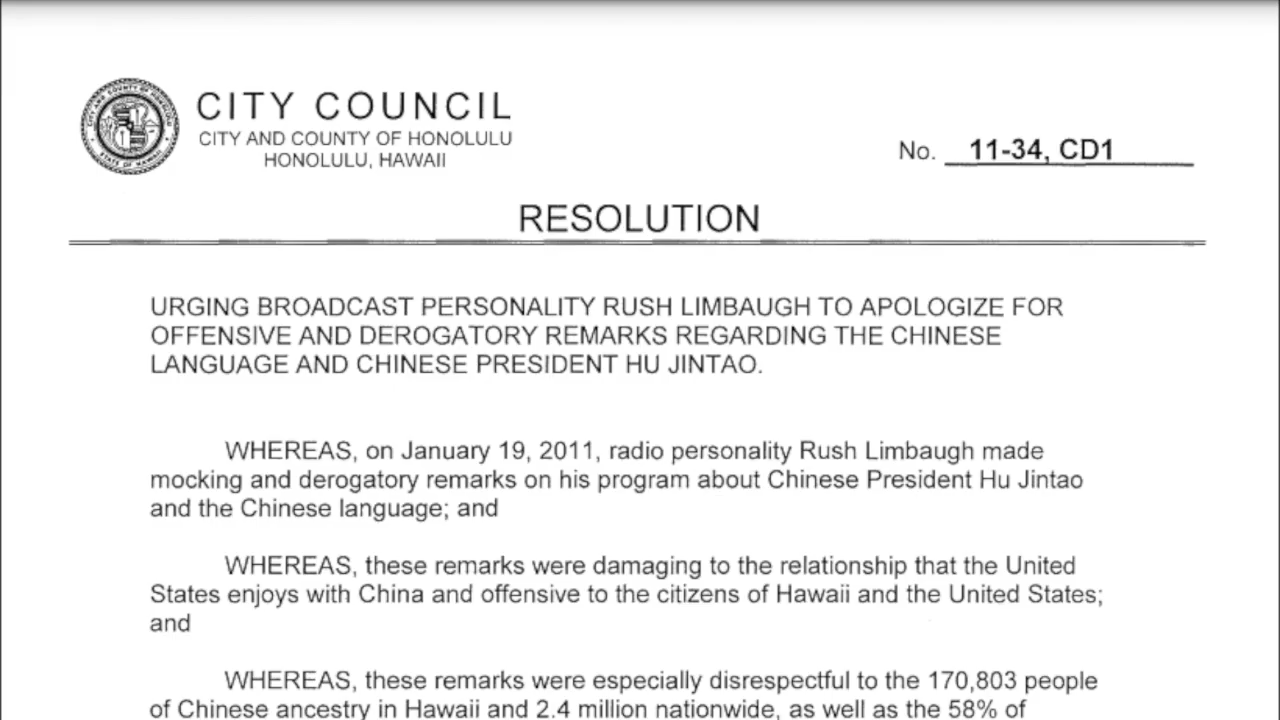 CITY COUNCIL
CITY AND COUNTY OF HONOLULU
HONOLULU, HAWAII
No. 11-34, CD1
RESOLUTION
URGING BROADCAST PERSONALITY RUSH LIMBAUGH TO APOLOGIZE FOR
OFFENSIVE AND DEROGATORY REMARKS REGARDING THE CHINESE
LANGUAGE AND CHINESE PRESIDENT HU JINTAO.
WHEREAS, on January 19, 2011, radio personality Rush Limbaugh made
mocking and derogatory remarks on his program about Chinese President Hu Jintao
and the Chinese language; and
WHEREAS, these remarks were damaging to the relationship that the United
States enjoys with China and offensive to the citizens of Hawaii and the United States;
and
WHEREAS, these remarks were especially disrespectful to the 170,803 people
of Chinese ancestry in Hawaii and 2.4 million nationwide, as well as the 58% of